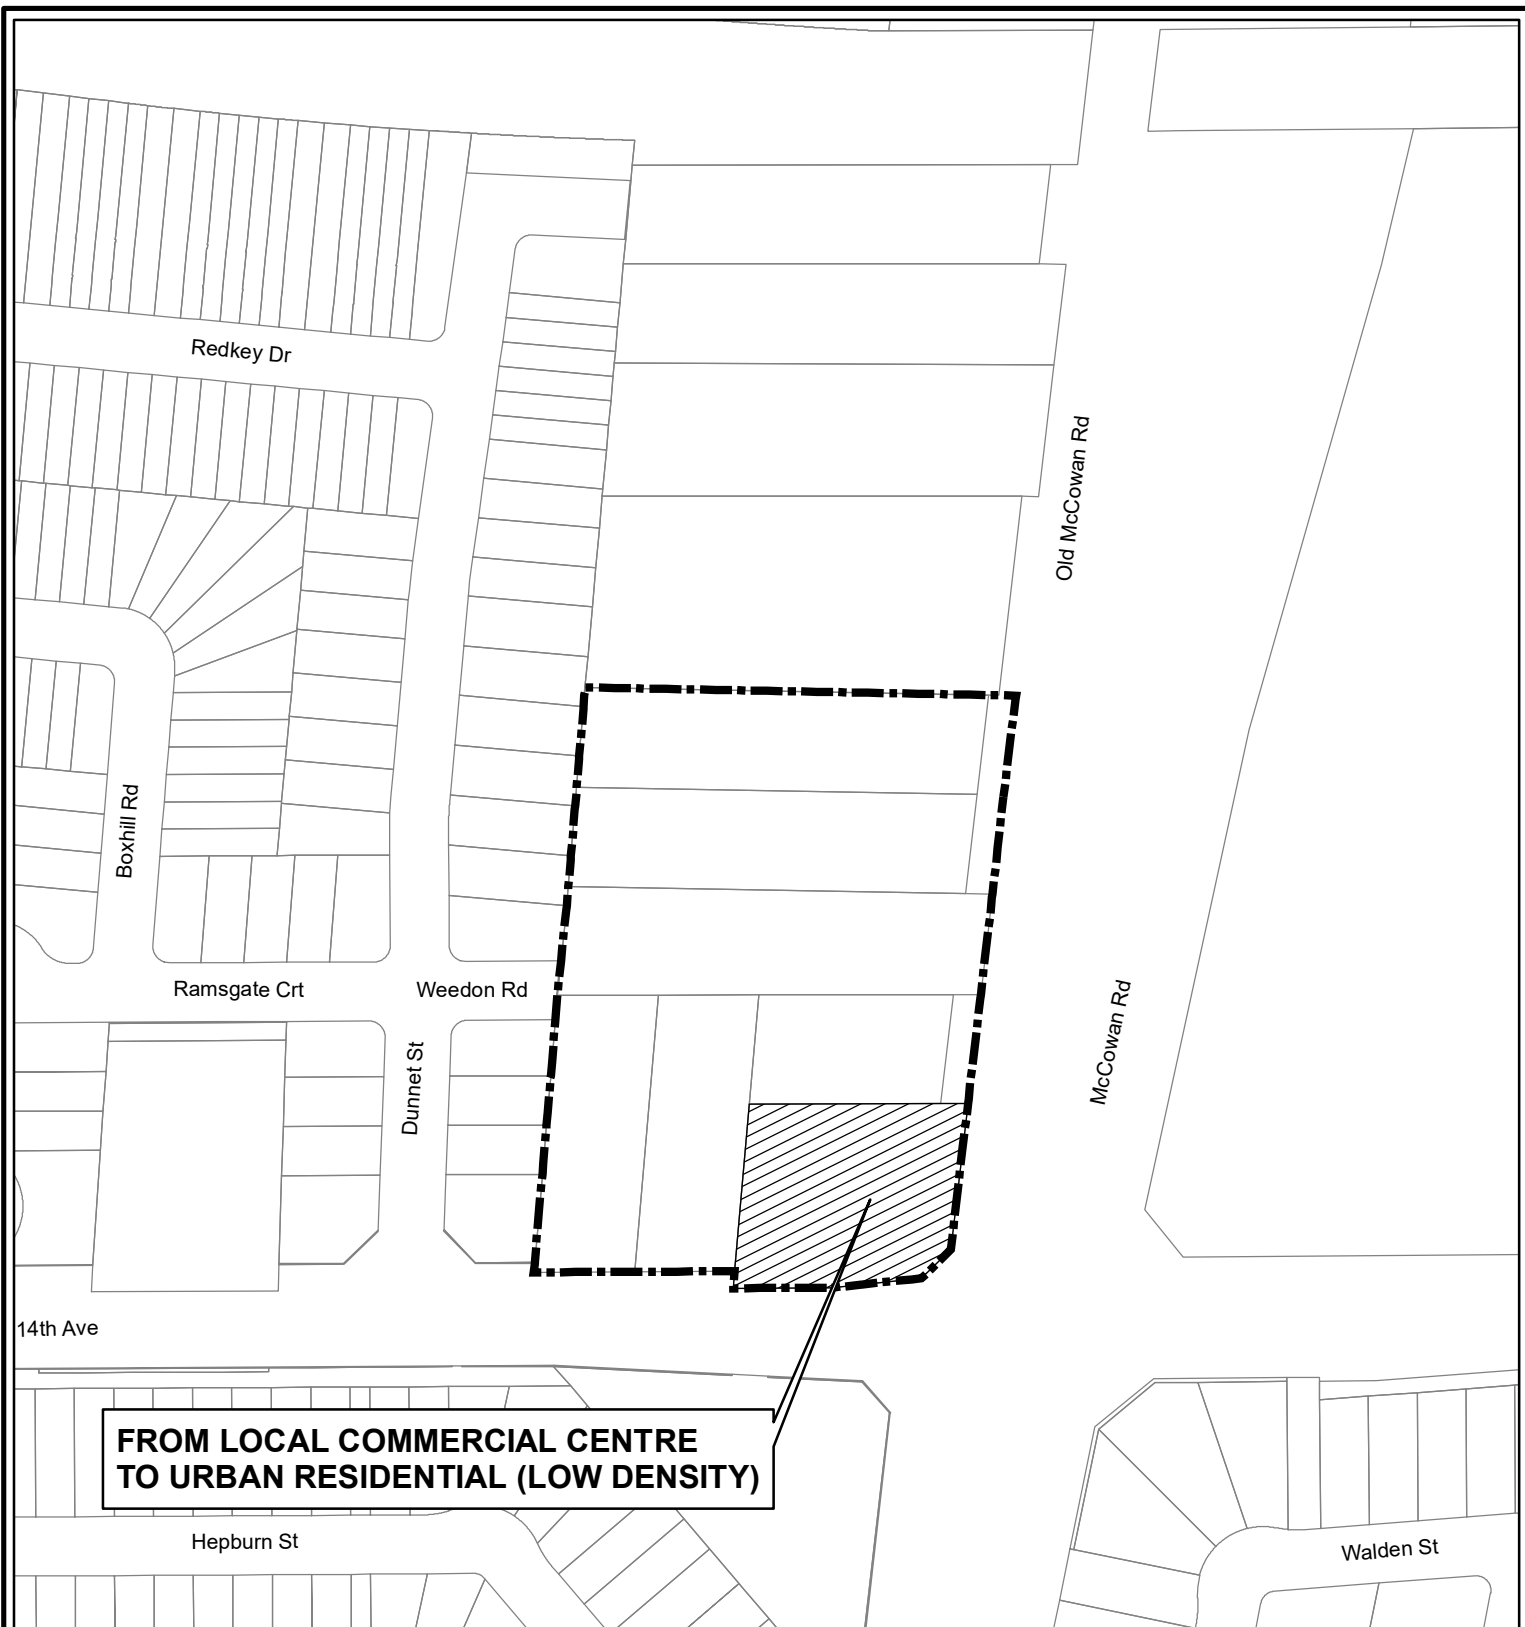 Redkey Dr
Old McCowan Rd
Boxhill Rd
Ramsgate Crt
Weedon Rd
McCowan Rd
Dunnet St
14th Ave
FROM LOCAL COMMERCIAL CENTRE
TO URBAN RESIDENTIAL (LOW DENSITY)
Hepburn St
Walden St